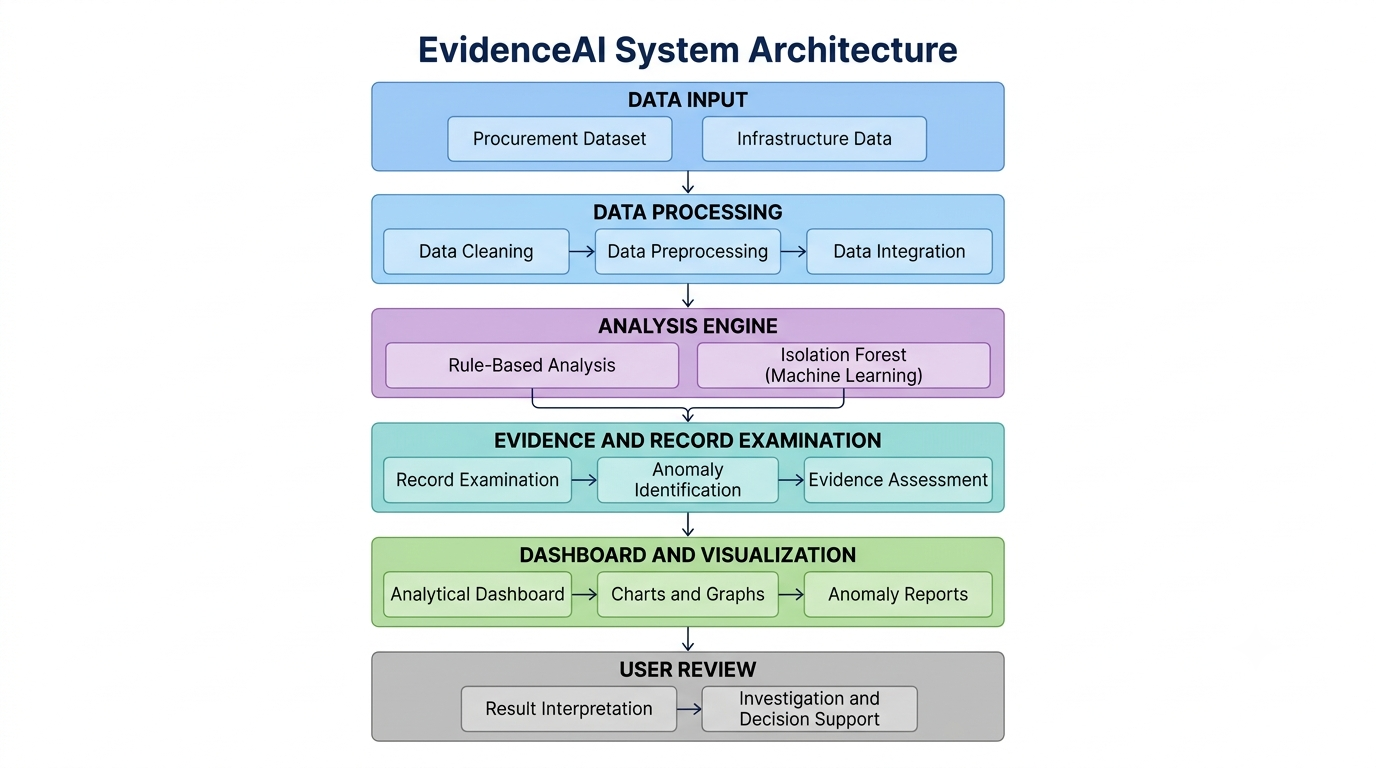 EvidenceAI System Architecture
DATA INPUT
Procurement Dataset
Infrastructure Data
DATA PROCESSING
Data Cleaning
Data Preprocessing
Data Integration
ANALYSIS ENGINE
Rule-Based Analysis
Isolation Forest
(Machine Learning)
EVIDENCE AND RECORD EXAMINATION
Record Examination
Anomaly
Identification
Evidence Assessment
DASHBOARD AND VISUALIZATION
Analytical Dashboard
Charts and Graphs
Anomaly Reports
USER REVIEW
Result Interpretation
Investigation and
Decision Support